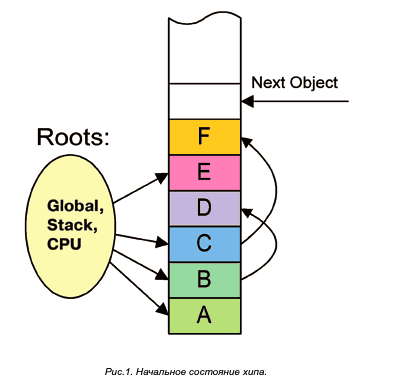 Next Object
Roots:
Global,
Stack,
CPU
F
E
D
C
B
A
Рис.1. Начальное состояние хипа.